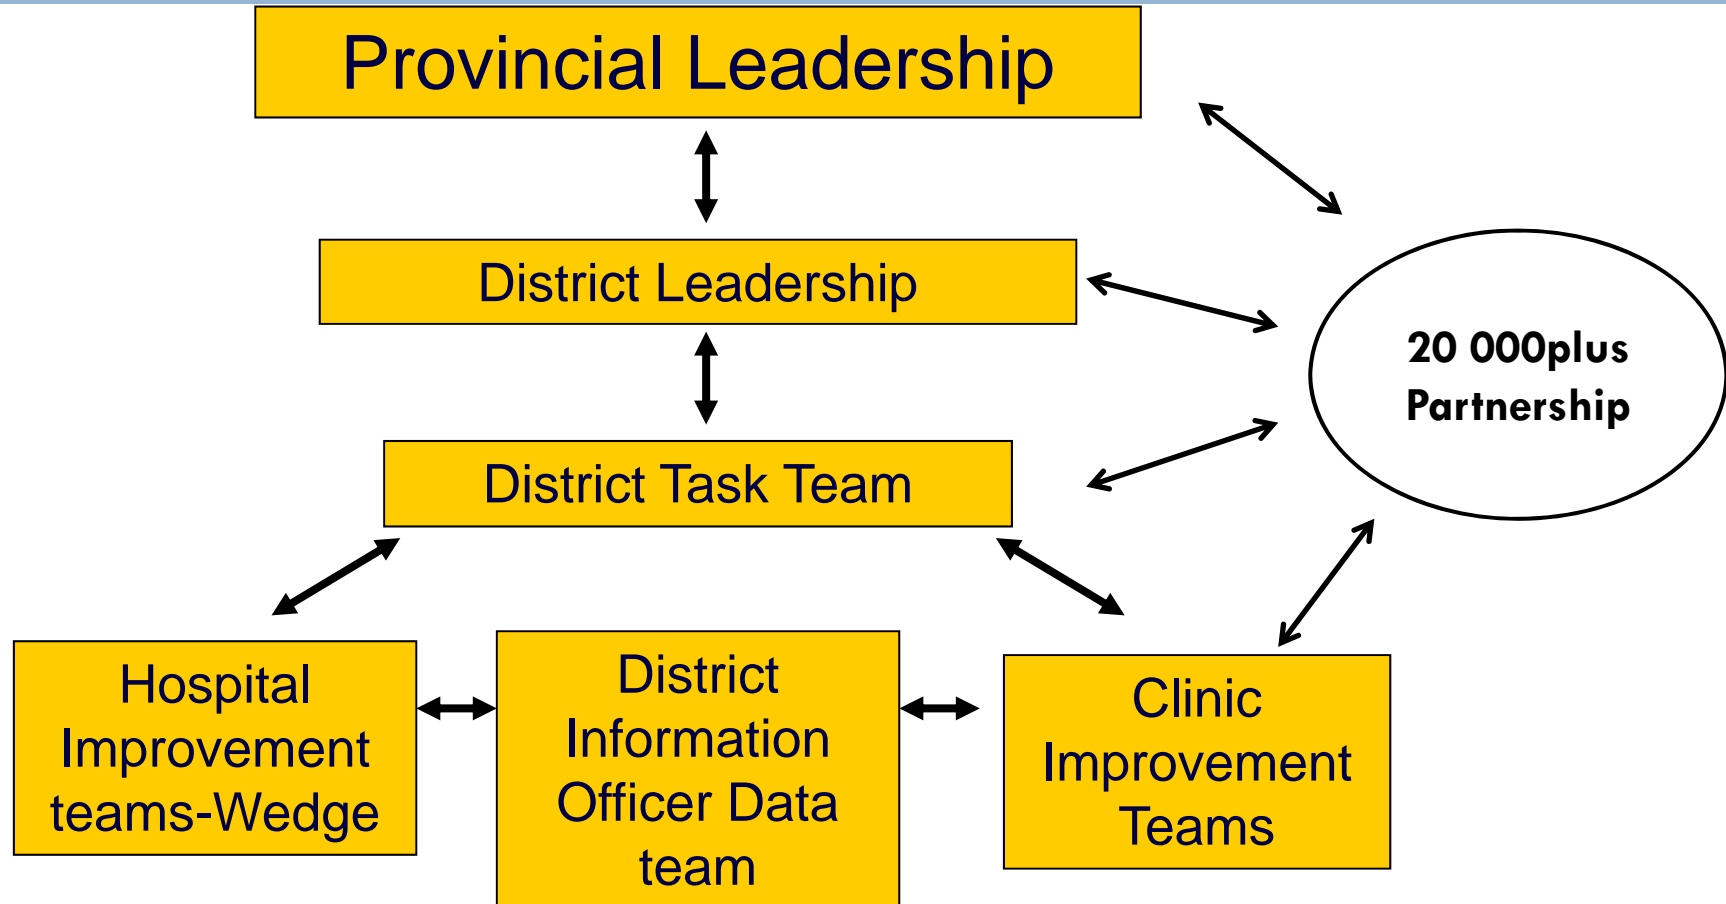 Provincial Leadership
District Leadership
20 000plus
Partnership
District Task Team
Hospital
Improvement
teams-Wedge
District
Information
Officer Data
team
Clinic
Improvement
Teams